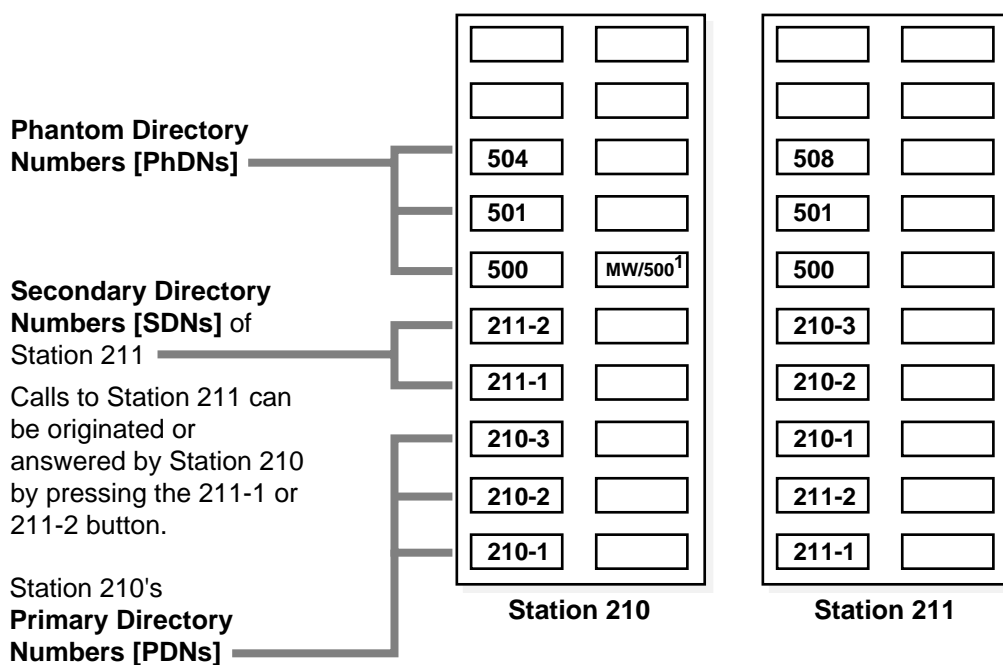 Phantom Directory
Numbers [PhDNs]
Secondary Directory
Numbers [SDNs] of
Station 211
Calls to Station 211 can
be originated or
answered by Station 210
by pressing the 211-1 or
211-2 button.
Station 210's
Primary Directory
Numbers [PDNs]
504
501
500
MW/500¹
211-2
211-1
210-3
210-2
210-1
Station 210
508
501
500
210-3
210-2
210-1
211-2
211-1
Station 211